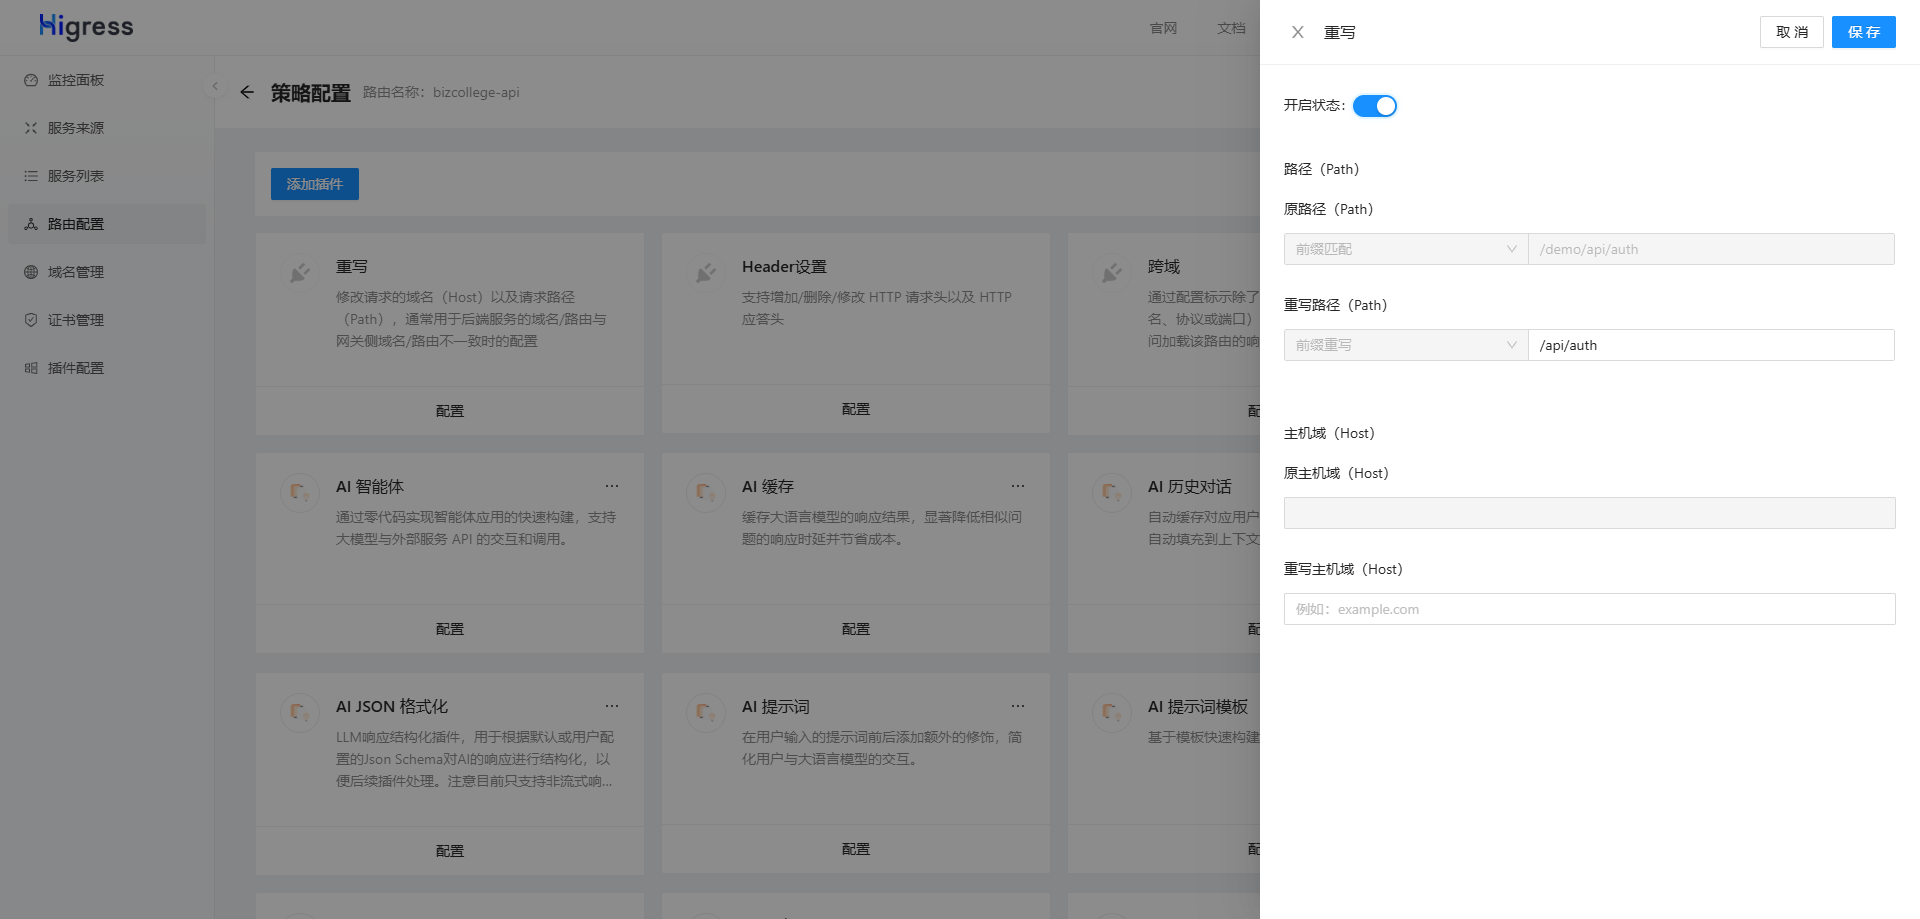 Higress
官网
文档
监控面板
服务来源
服务列表
路由配置
域名管理
证书管理
插件配置
策略配置
路由名称：bizcollege-api
添加插件
重写
修改请求的域名（Host）以及请求路径
（Path），通常用于后端服务的域名/路由与
网关侧域名/路由不一致时的配置
配置
Header设置
支持增加/删除/修改 HTTP 请求头以及 HTTP
应答头
配置
跨域
通过配置标示除了
名、协议或端口）
问加载该路由的响
配
AI 智能体
通过零代码实现智能体应用的快速构建，支持
大模型与外部服务 API 的交互和调用。
配置
AI 缓存
缓存大语言模型的响应结果，显著降低相似问
题的响应时延并节省成本。
配置
AI 历史对话
自动缓存对应用户
自动填充到上下文
配
AI JSON 格式化
LLM响应结构化插件，用于根据默认或用户配
置的Json Schema对AI的响应进行结构化，以
便后续插件处理。注意目前只支持非流式响...
配置
AI 提示词
在用户输入的提示词前后添加额外的修饰，简
化用户与大语言模型的交互。
配置
AI 提示词模板
基于模板快速构建
配
重写
取 消
保 存
开启状态：
路径（Path）
原路径（Path）
前缀匹配
/demo/api/auth
重写路径（Path）
前缀重写
/api/auth
主机域（Host）
原主机域（Host）
重写主机域（Host）
例如：example.com